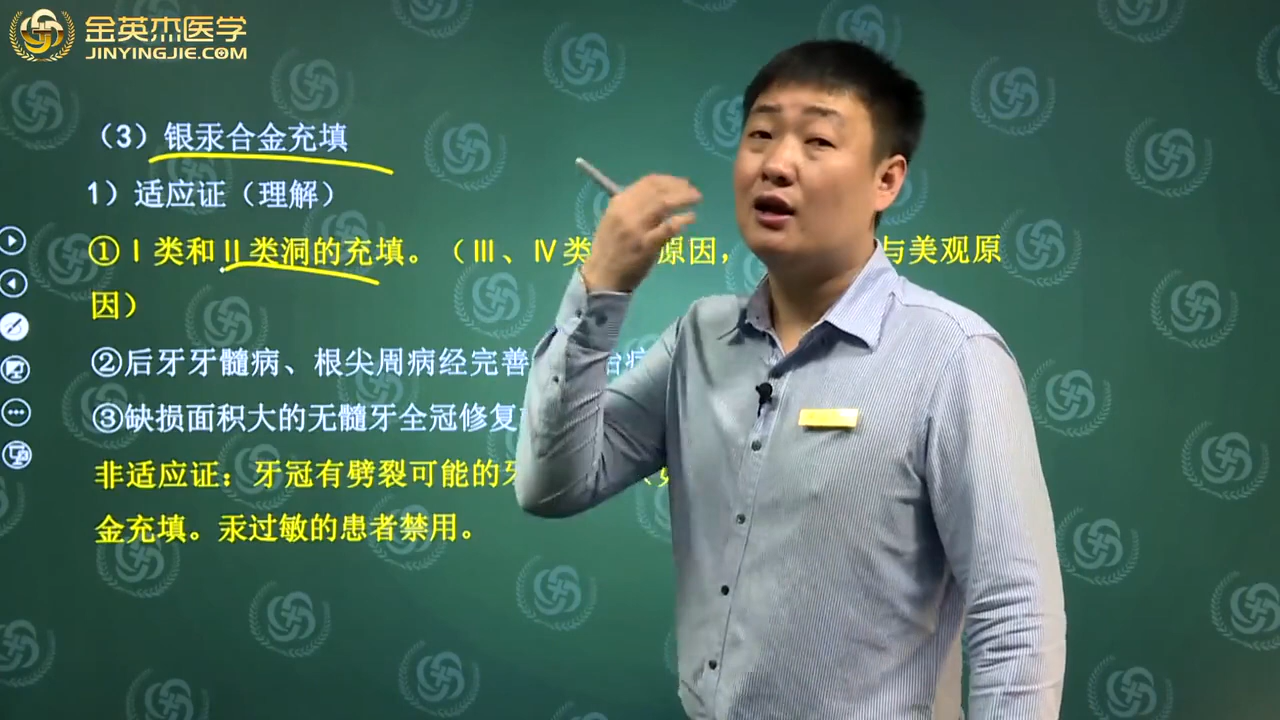 金英杰医学
JINYINGJIE.COM
（3）银汞合金充填
1）适应证（理解）
①Ⅰ类和Ⅱ类洞的充填。（Ⅲ、Ⅳ类 原因， 与美观原
因）
②后牙牙髓病、根尖周病经完善 治
③缺损面积大的无髓牙全冠修复
非适应证：牙冠有劈裂可能的牙
金充填。汞过敏的患者禁用。